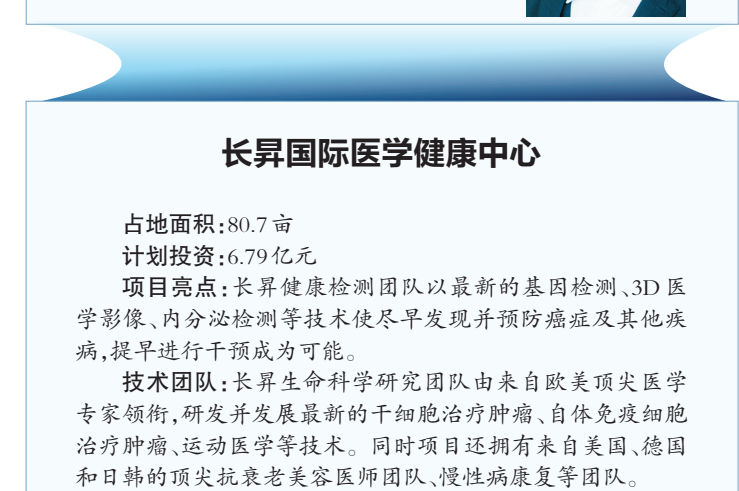 长昇国际医学健康中心
占地面积:80.7亩
计划投资:6.79亿元
项目亮点:长昇健康检测团队以最新的基因检测、3D医
学影像、内分泌检测等技术使尽早发现并预防癌症及其他疾
病,提早进行干预成为可能。
技术团队:长昇生命科学研究团队由来自欧美顶尖医学
专家领衔,研发并发展最新的干细胞治疗肿瘤、自体免疫细胞
治疗肿瘤、运动医学等技术。同时项目还拥有来自美国、德国
和日韩的顶尖抗衰老美容医师团队、慢性病康复等团队。